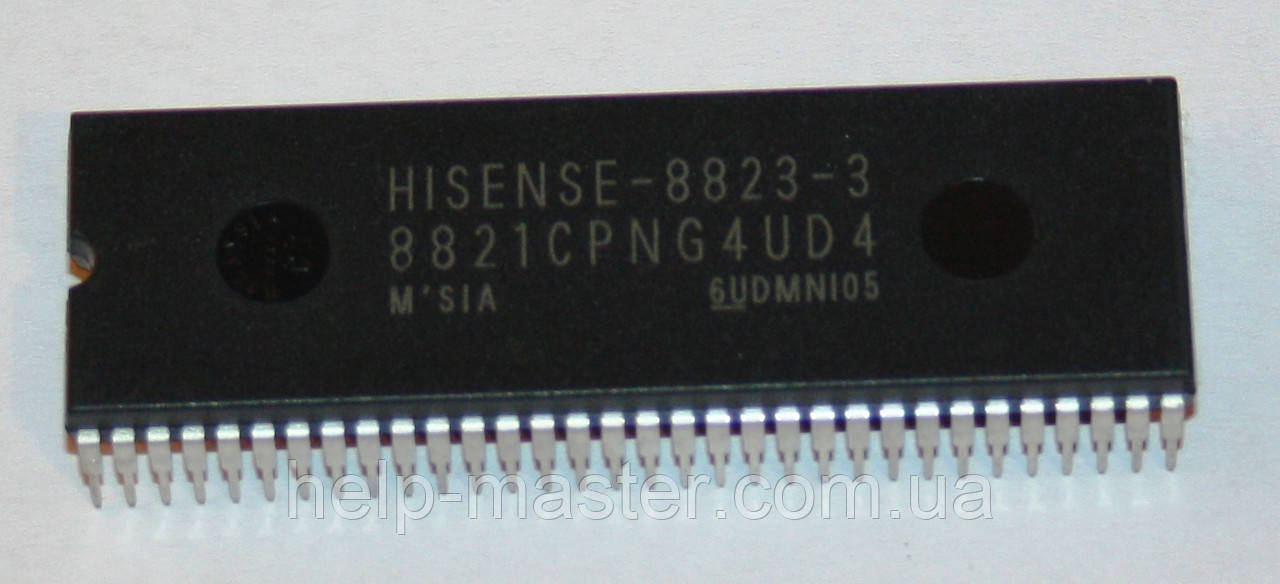 HISENSE-8823-3
8821CPNG4UD4
M'SIA 6UDMNI05
help-master.com.ua